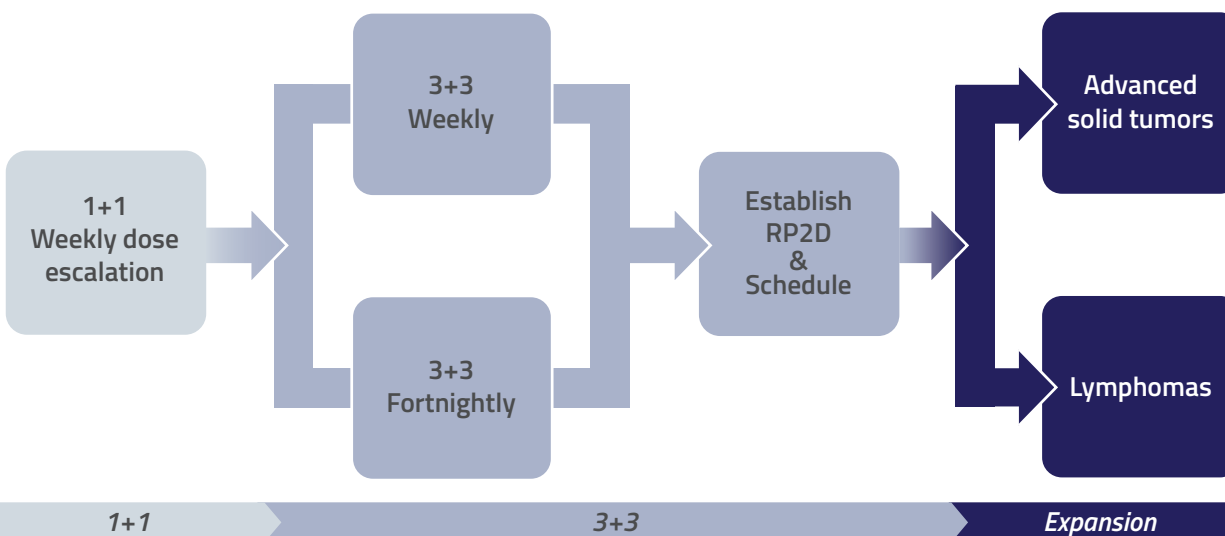 1+1
Weekly dose
escalation
3+3
Weekly
3+3
Fortnightly
Establish
RP2D
&
Schedule
Advanced
solid tumors
Lymphomas
1+1
3+3
Expansion